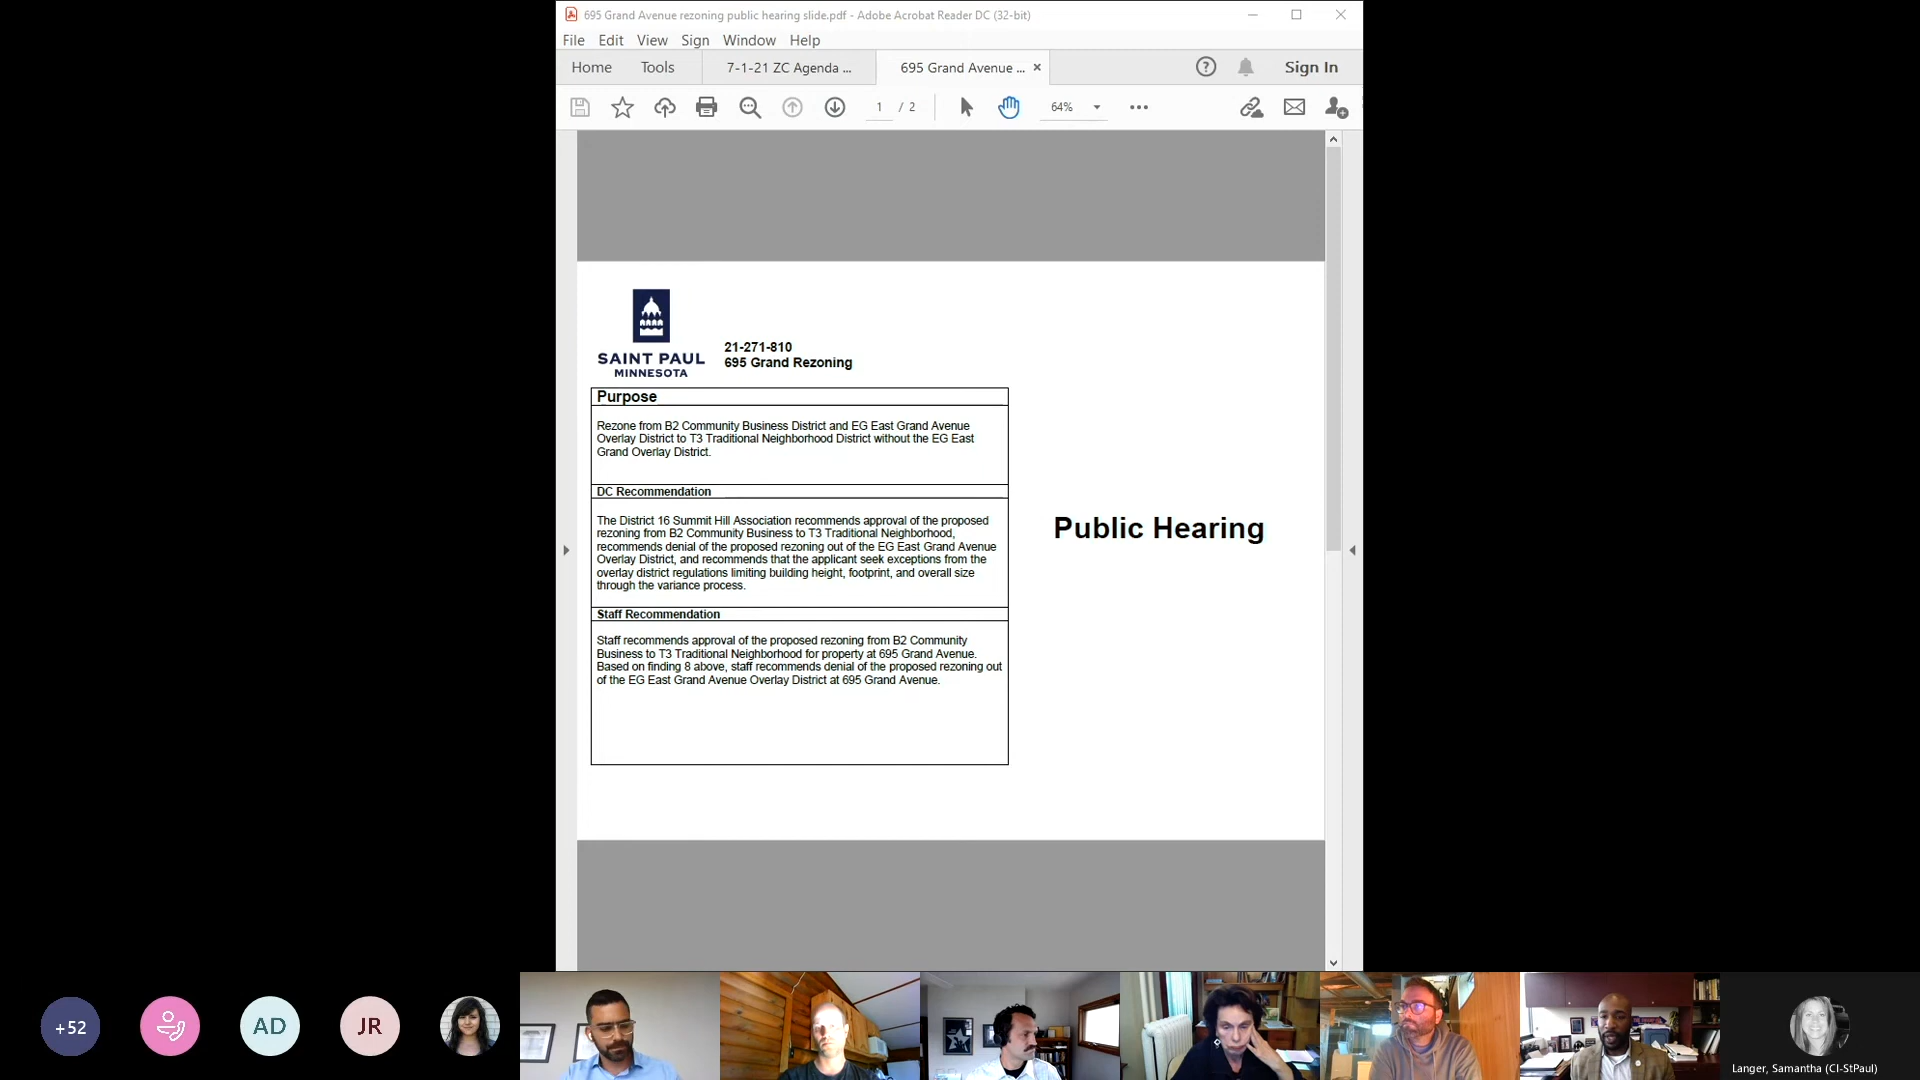 695 Grand Avenue rezoning public hearing slide.pdf - Adobe Acrobat Reader DC (32-bit)
File Edit View Sign Window Help
Home Tools 7-1-21 ZC Agenda ... 695 Grand Avenue ... × Sign In
1 / 2 64%
SAINT PAUL
MINNESOTA
21-271-810
695 Grand Rezoning
Purpose
Rezone from B2 Community Business District and EG East Grand Avenue
Overlay District to T3 Traditional Neighborhood District without the EG East
Grand Overlay District.
DC Recommendation
The District 16 Summit Hill Association recommends approval of the proposed
rezoning from B2 Community Business to T3 Traditional Neighborhood,
recommends denial of the proposed rezoning out of the EG East Grand Avenue
Overlay District, and recommends that the applicant seek exceptions from the
overlay district regulations limiting building height, footprint, and overall size
through the variance process.
Staff Recommendation
Staff recommends approval of the proposed rezoning from B2 Community
Business to T3 Traditional Neighborhood for property at 695 Grand Avenue.
Based on finding 8 above, staff recommends denial of the proposed rezoning out
of the EG East Grand Avenue Overlay District at 695 Grand Avenue.
Public Hearing
+52 AD JR
Langer, Samantha (CI-StPaul)